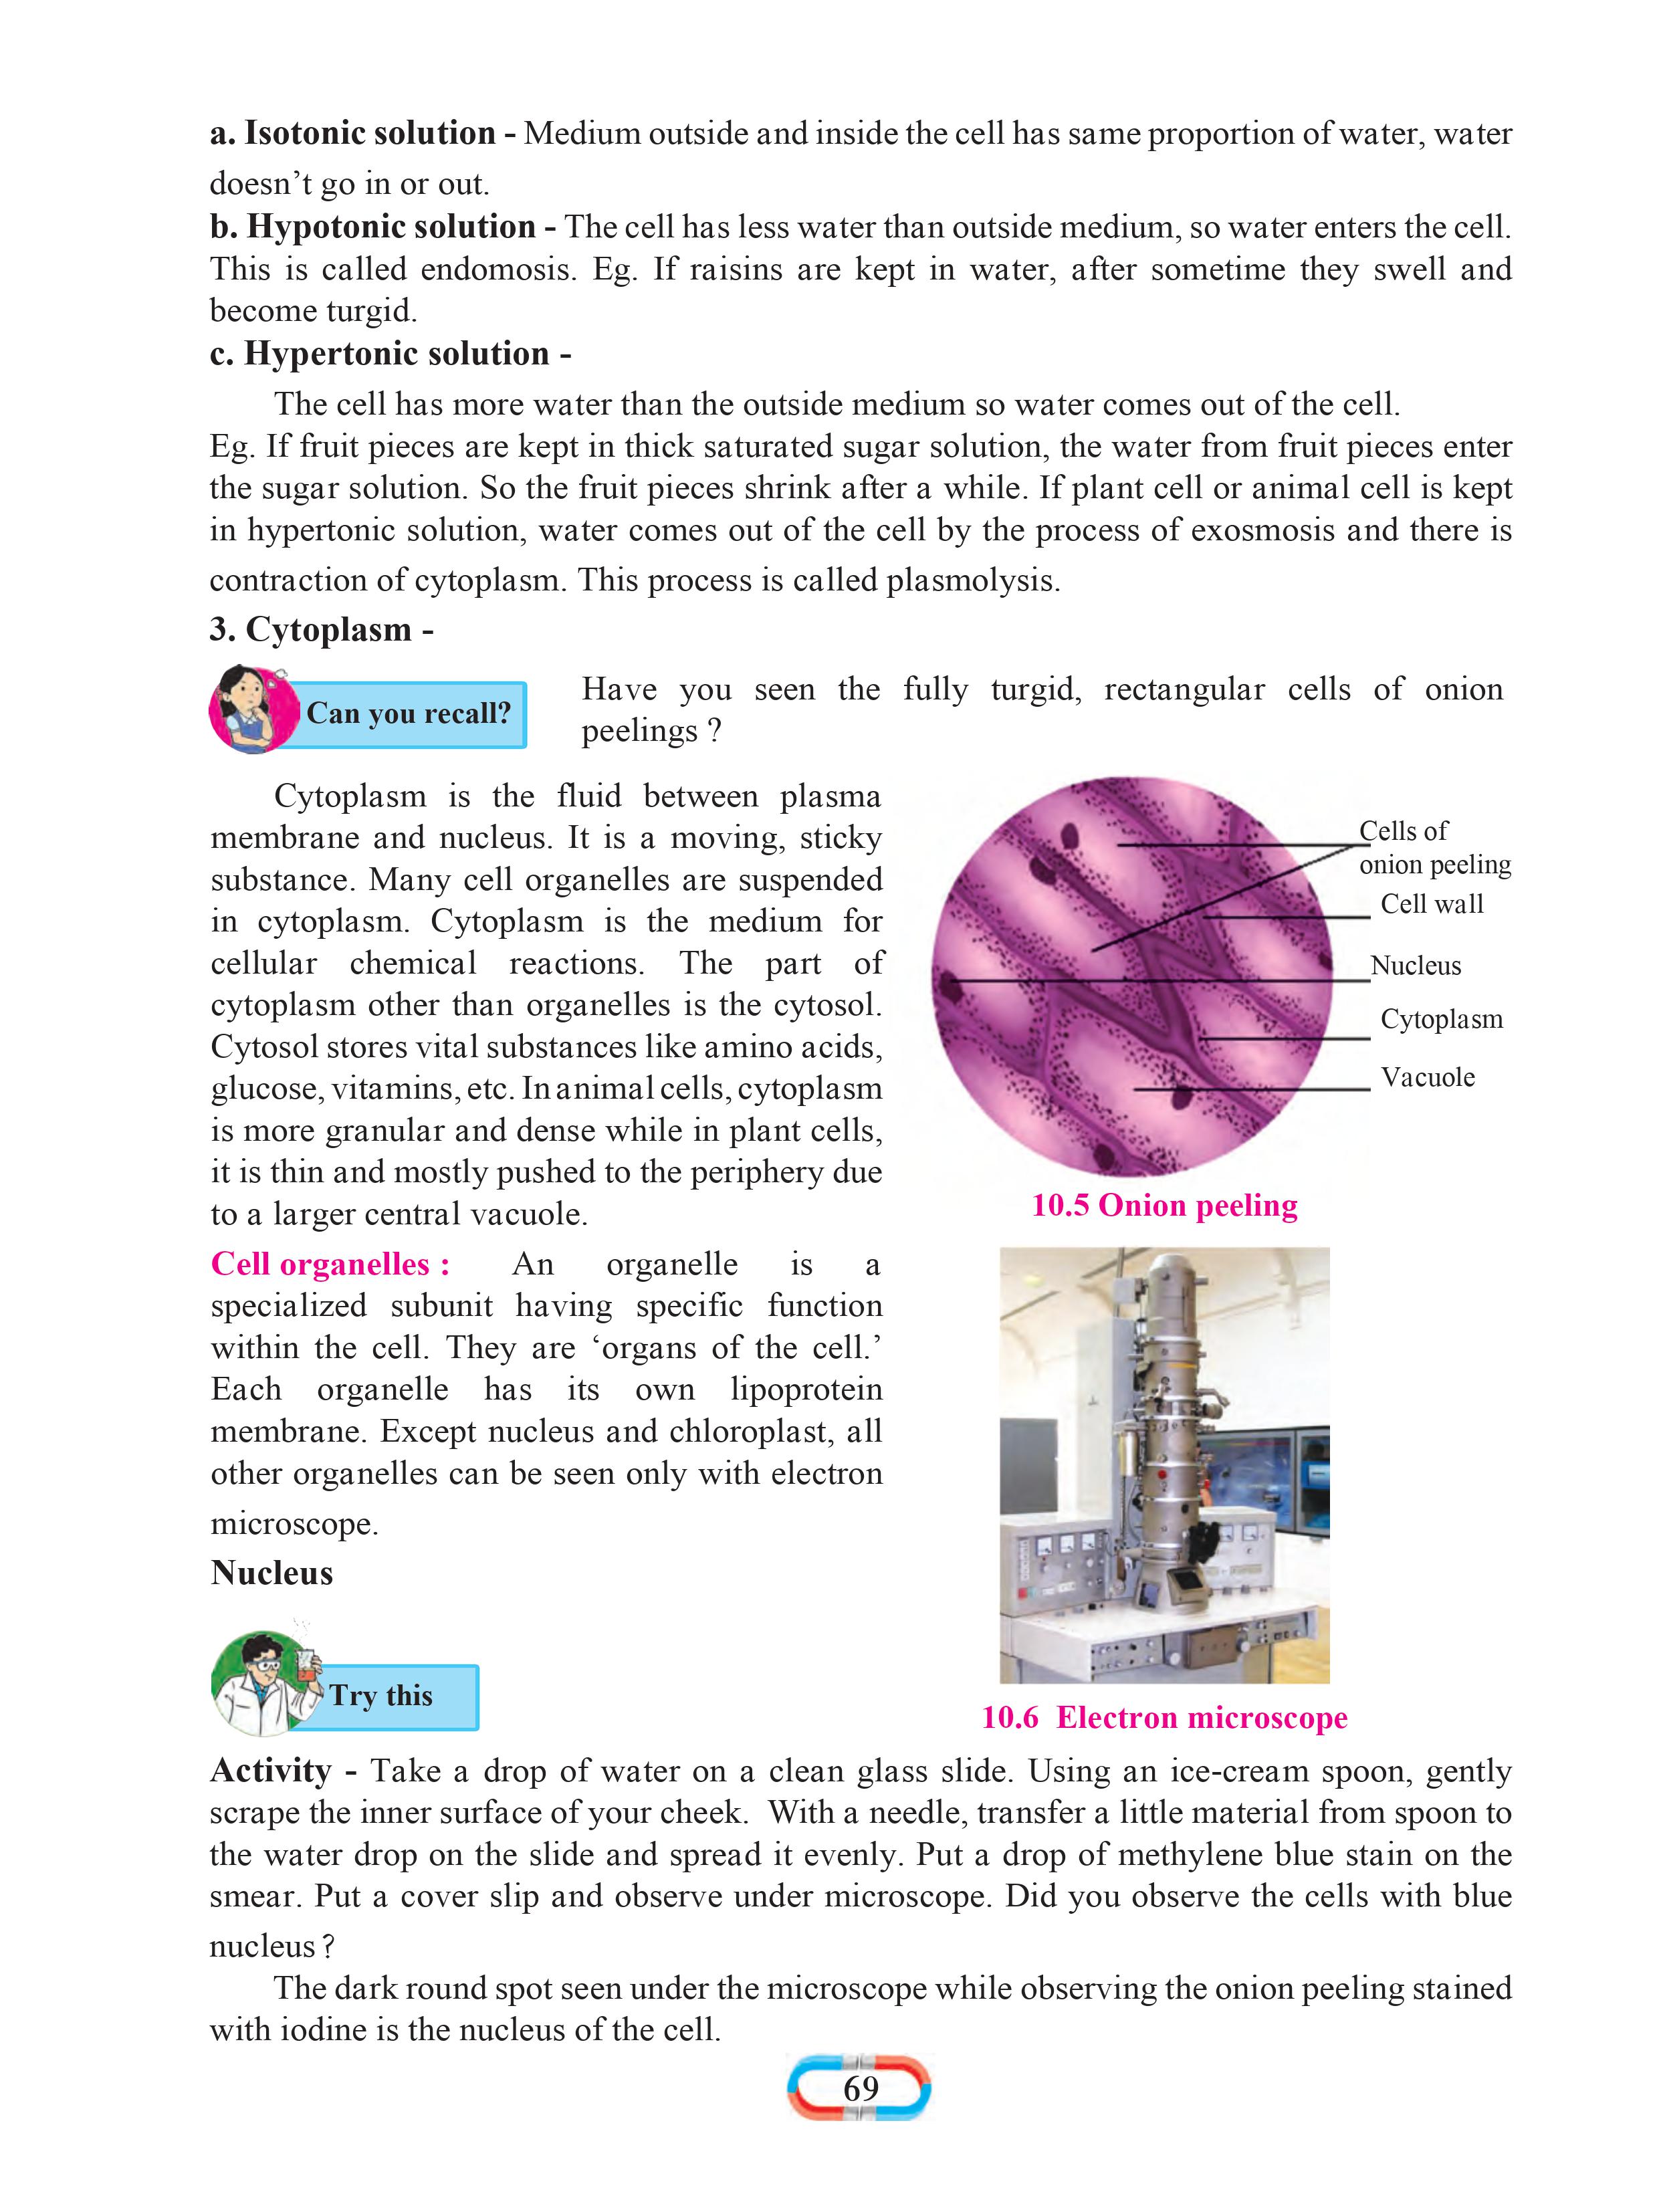 a. Isotonic solution - Medium outside and inside the cell has same proportion of water, water
doesn't go in or out.
b. Hypotonic solution - The cell has less water than outside medium, so water enters the cell.
This is called endomosis. Eg. If raisins are kept in water, after sometime they swell and
become turgid.
c. Hypertonic solution -
The cell has more water than the outside medium so water comes out of the cell.
Eg. If fruit pieces are kept in thick saturated sugar solution, the water from fruit pieces enter
the sugar solution. So the fruit pieces shrink after a while. If plant cell or animal cell is kept
in hypertonic solution, water comes out of the cell by the process of exosmosis and there is
contraction of cytoplasm. This process is called plasmolysis.
3. Cytoplasm -
Can you recall?
Have you seen the fully turgid, rectangular cells of onion
peelings ?
Cytoplasm is the fluid between plasma
membrane and nucleus. It is a moving, sticky
substance. Many cell organelles are suspended
in cytoplasm. Cytoplasm is the medium for
cellular chemical reactions. The part of
cytoplasm other than organelles is the cytosol.
Cytosol stores vital substances like amino acids,
glucose, vitamins, etc. In animal cells, cytoplasm
is more granular and dense while in plant cells,
it is thin and mostly pushed to the periphery due
to a larger central vacuole.
Cells of
onion peeling
Cell wall
Nucleus
Cytoplasm
Vacuole
10.5 Onion peeling
Cell organelles : An organelle is a
specialized subunit having specific function
within the cell. They are ‘organs of the cell.’
Each organelle has its own lipoprotein
membrane. Except nucleus and chloroplast, all
other organelles can be seen only with electron
microscope.
Nucleus
Try this
10.6 Electron microscope
Activity - Take a drop of water on a clean glass slide. Using an ice-cream spoon, gently
scrape the inner surface of your cheek. With a needle, transfer a little material from spoon to
the water drop on the slide and spread it evenly. Put a drop of methylene blue stain on the
smear. Put a cover slip and observe under microscope. Did you observe the cells with blue
nucleus ?
The dark round spot seen under the microscope while observing the onion peeling stained
with iodine is the nucleus of the cell.
69